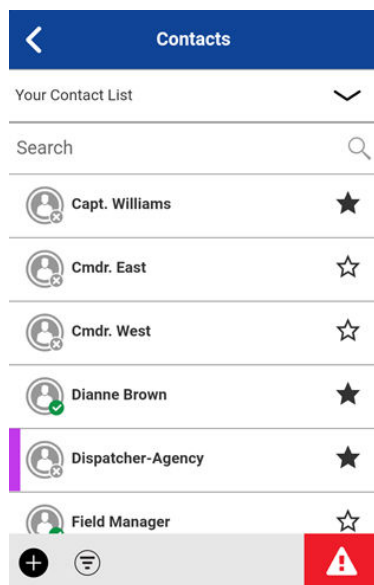 Contacts
Your Contact List
Search
Capt. Williams
Cmdr. East
Cmdr. West
Dianne Brown
Dispatcher-Agency
Field Manager